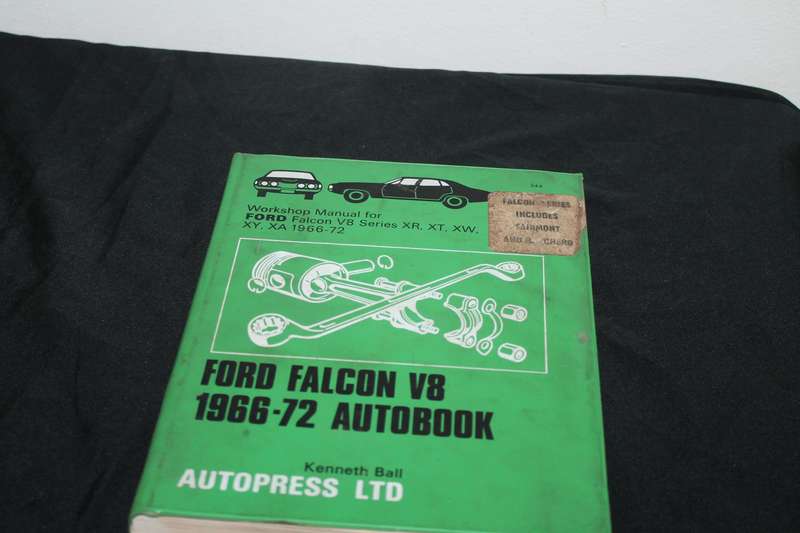 Workshop Manual for
FORD Falcon V8 Series XR, XT, XW,
XY, XA 1966-72
FALCON SERIES
INCLUDES
FAIRMONT
AND
FORD FALCON V8
1966-72 AUTOBOOK
Kenneth Ball
AUTOPRESS LTD